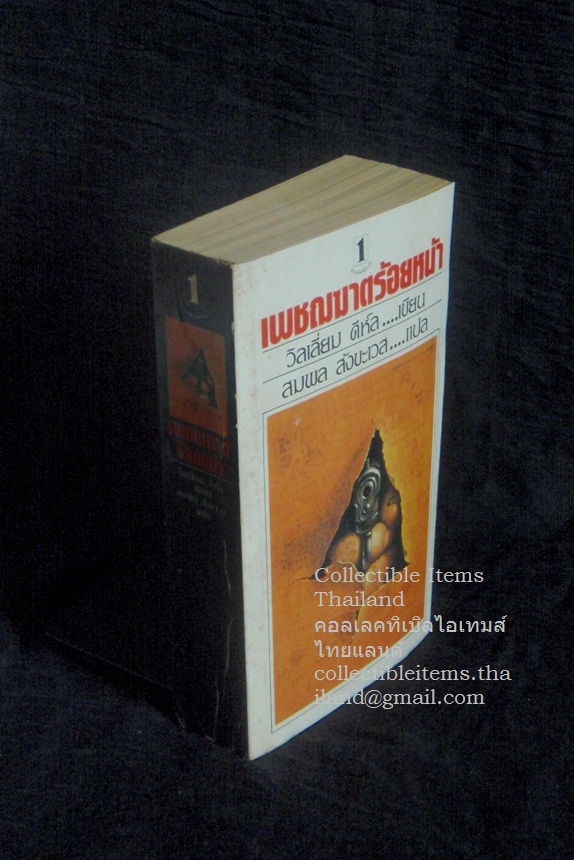 1
เพชฌฆาตร้อยหน้า
วิลเลี่ยม ดีห์ล....เขียน
สมพล สังขะเวส....แปล
1
Collectible Items
Thailand
คอลเลคทิเบิลไอเทมส์
ไทยแลนด์
collectibleitems.tha
iland@gmail.com